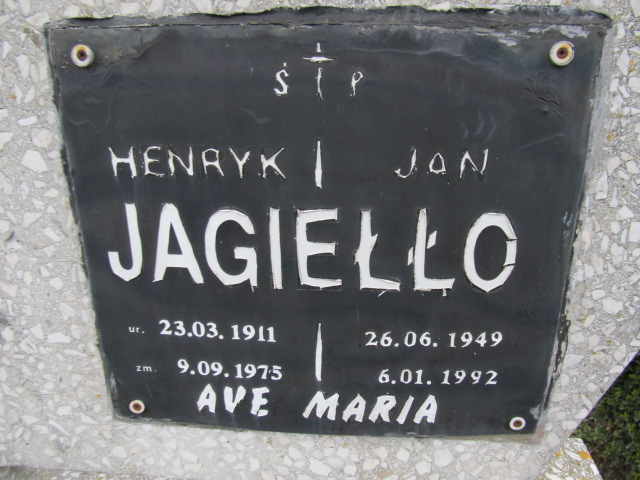 Ś P
HENRYK JAN
JAGIEŁŁO
ur. 23.03.1911 26.06.1949
zm. 9.09.1975 6.01.1992
AVE MARIA